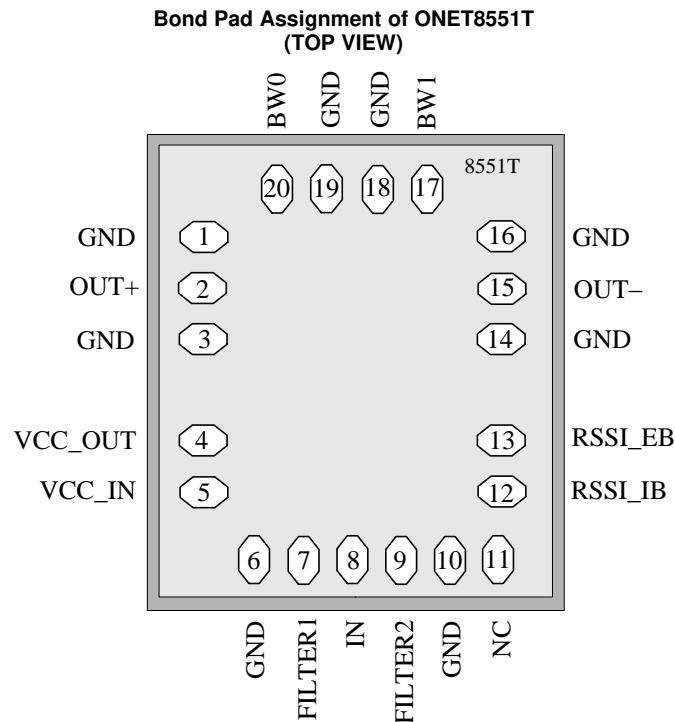 Bond Pad Assignment of ONET8551T
(TOP VIEW)
BW0 GND GND BW1
8551T
20 19 18 17
GND 1 16 GND
OUT+ 2 15 OUT–
GND 3 14 GND
VCC_OUT 4 13 RSSI_EB
VCC_IN 5 12 RSSI_IB
6 7 8 9 10 11
GND FILTER1 IN FILTER2 GND NC